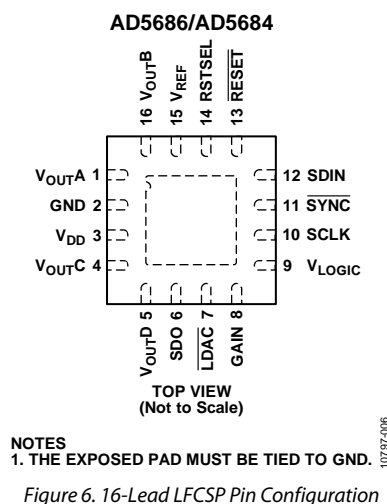 AD5686/AD5684
16 VOUTB
15 VREF
14 RSTSEL
13 RESET
VOUTA 1
GND 2
VDD 3
VOUTC 4
12 SDIN
11 SYNC
10 SCLK
9 VLOGIC
VOUTD 5
SDO 6
LDAC 7
GAIN 8
TOP VIEW
(Not to Scale)
NOTES
1. THE EXPOSED PAD MUST BE TIED TO GND.
10797-006
Figure 6. 16-Lead LFCSP Pin Configuration